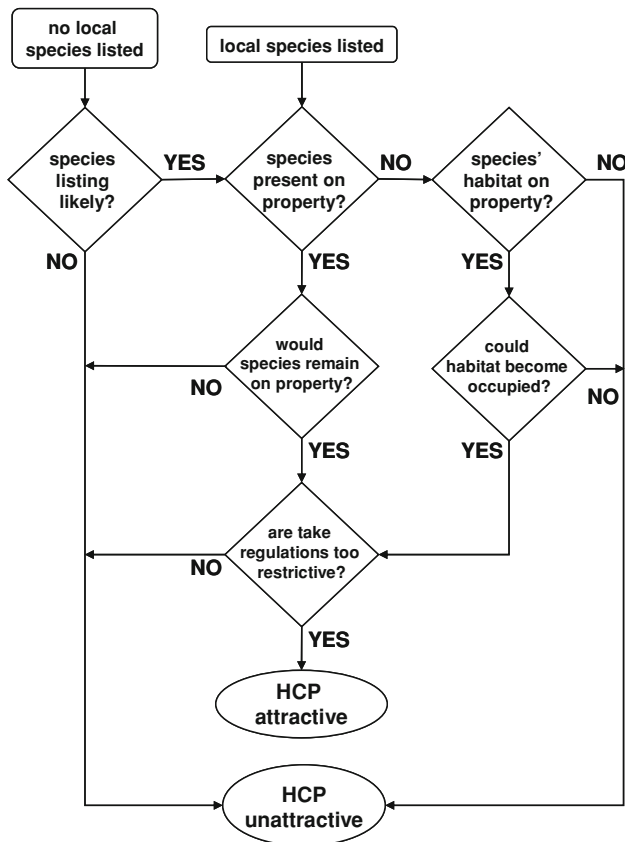 no local
species listed
local species listed
species
listing
likely?
YES
species
present on
property?
NO
species'
habitat on
property?
NO
NO
YES
YES
would
species remain
on property?
NO
could
habitat become
occupied?
NO
YES
YES
are take
regulations too
restrictive?
NO
YES
HCP
attractive
HCP
unattractive